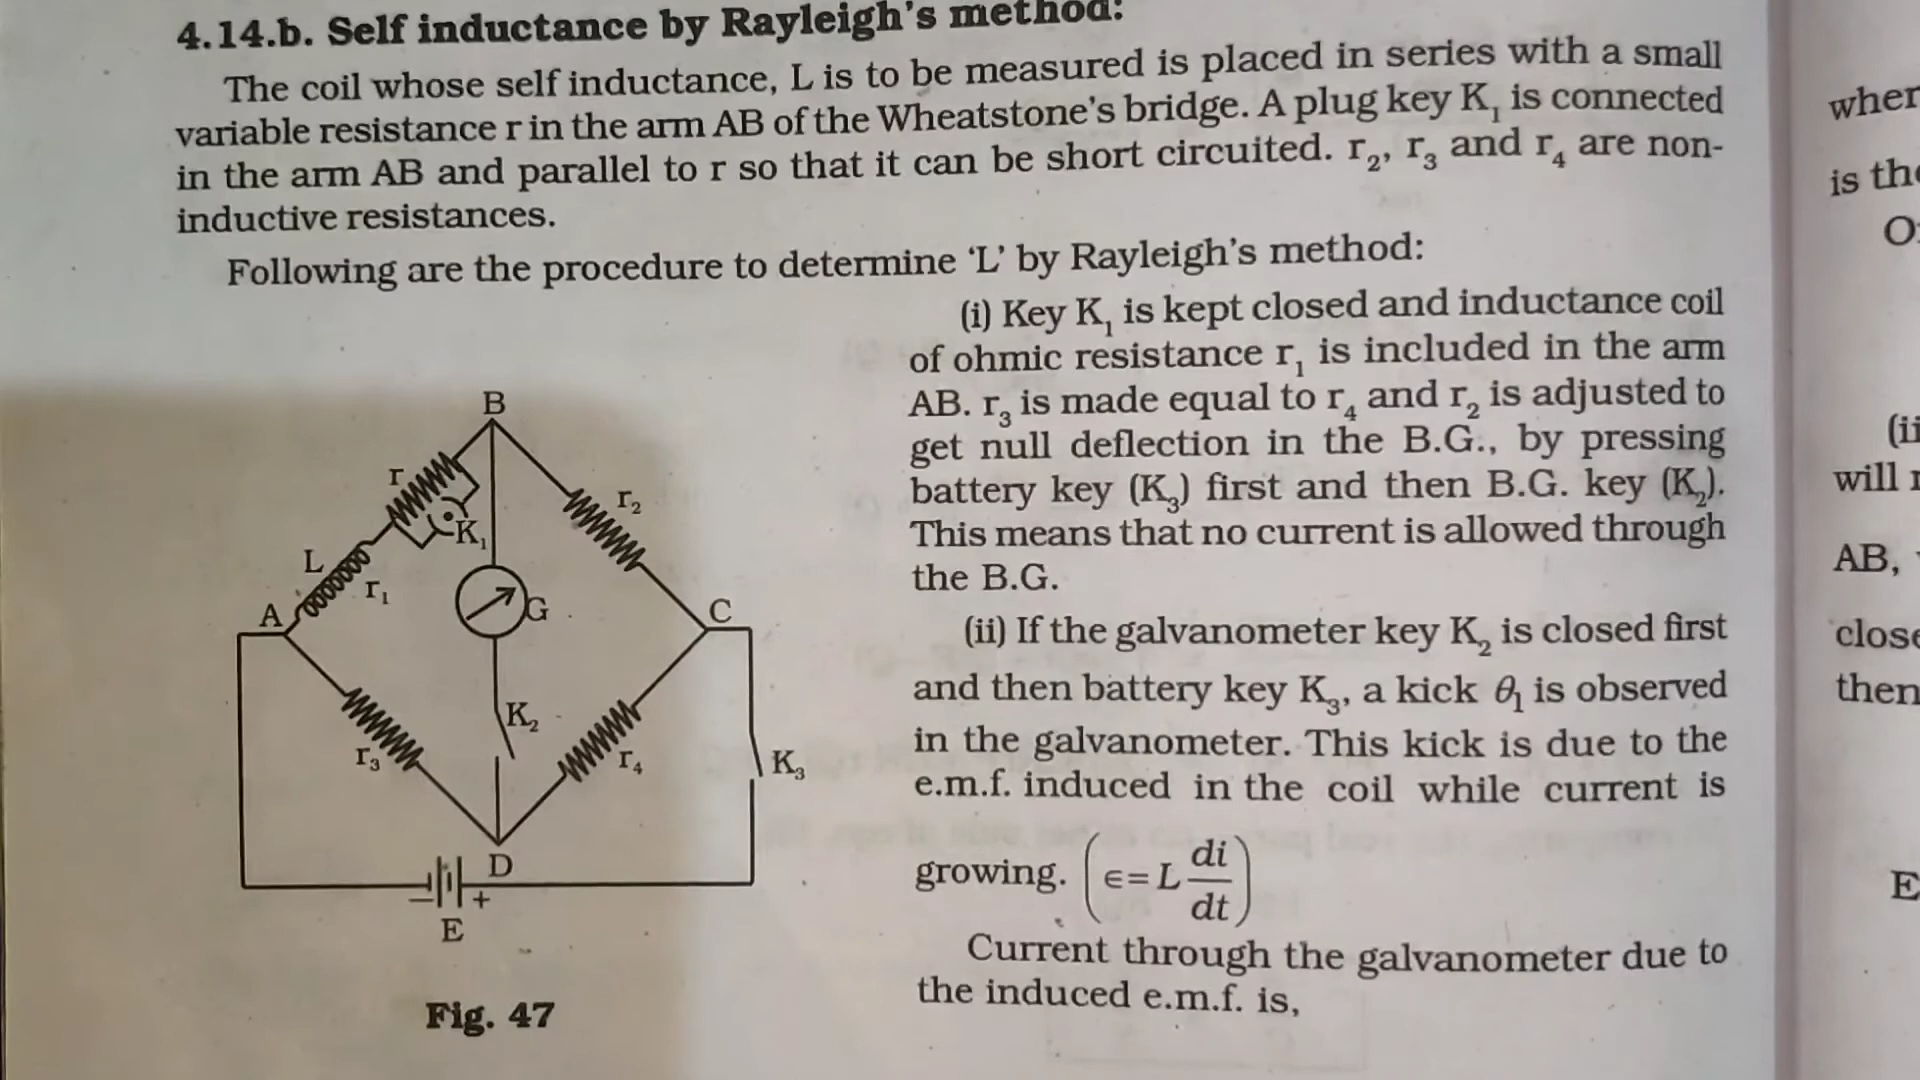 4.14.b. Self inductance by Rayleigh's method:
The coil whose self inductance, L is to be measured is placed in series with a small
variable resistance r in the arm AB of the Wheatstone's bridge. A plug key K₁ is connected
in the arm AB and parallel to r so that it can be short circuited. r₂, r₃ and r₄ are non-
inductive resistances.
Following are the procedure to determine 'L' by Rayleigh's method:
(i) Key K₁ is kept closed and inductance coil
of ohmic resistance r₁ is included in the arm
AB. r₃ is made equal to r₄ and r₂ is adjusted to
get null deflection in the B.G., by pressing
battery key (K₃) first and then B.G. key (K₂).
This means that no current is allowed through
the B.G.
(ii) If the galvanometer key K₂ is closed first
and then battery key K₃, a kick θ₁ is observed
in the galvanometer. This kick is due to the
e.m.f. induced in the coil while current is
growing. (∈= L di/dt)
Current through the galvanometer due to
the induced e.m.f. is,
B
r
r₂
K₁
L
r₁
A
G
C
K₂
r₃
r₄
K₃
D
+
E
Fig. 47
wher
is the
(ii
will
AB,
close
then
E